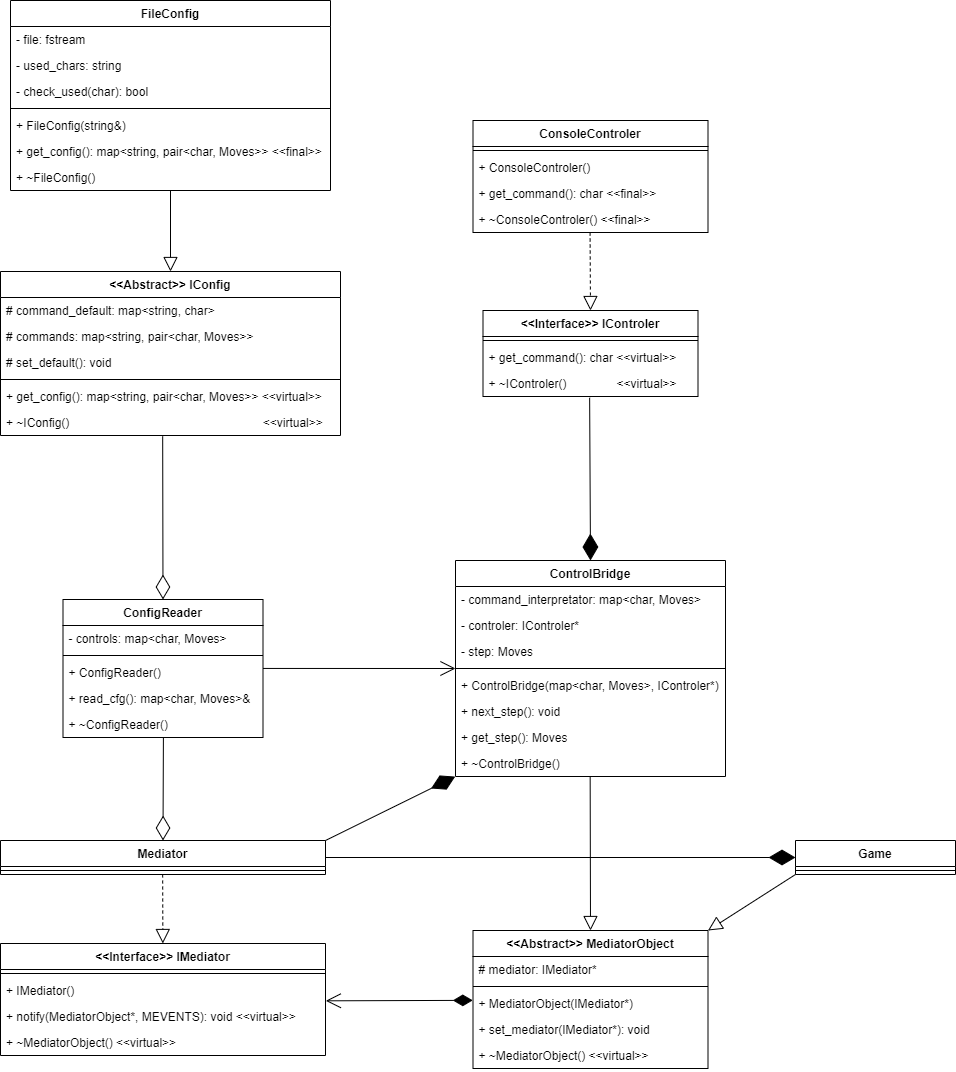 FileConfig
- file: fstream
- used_chars: string
- check_used(char): bool
+ FileConfig(string&)
+ get_config(): map<string, pair<char, Moves>> <<final>>
+ ~FileConfig()
ConsoleControler
+ ConsoleControler()
+ get_command(): char <<final>>
+ ~ConsoleControler() <<final>>
<<Abstract>> IConfig
# command_default: map<string, char>
# commands: map<string, pair<char, Moves>>
# set_default(): void
+ get_config(): map<string, pair<char, Moves>> <<virtual>>
+ ~IConfig() <<virtual>>
<<Interface>> IControler
+ get_command(): char <<virtual>>
+ ~IControler() <<virtual>>
ConfigReader
- controls: map<char, Moves>
+ ConfigReader()
+ read_cfg(): map<char, Moves>&
+ ~ConfigReader()
ControlBridge
- command_interpretator: map<char, Moves>
- controler: IControler*
- step: Moves
+ ControlBridge(map<char, Moves>, IControler*)
+ next_step(): void
+ get_step(): Moves
+ ~ControlBridge()
Mediator
Game
<<Interface>> IMediator
+ IMediator()
+ notify(MediatorObject*, MEVENTS): void <<virtual>>
+ ~MediatorObject() <<virtual>>
<<Abstract>> MediatorObject
# mediator: IMediator*
+ MediatorObject(IMediator*)
+ set_mediator(IMediator*): void
+ ~MediatorObject() <<virtual>>